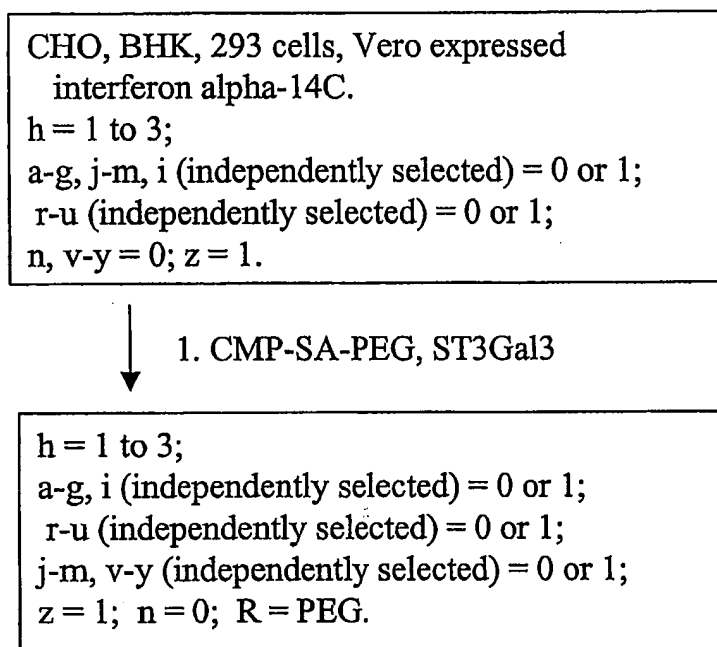 CHO, BHK, 293 cells, Vero expressed
interferon alpha-14C.
h = 1 to 3;
a-g, j-m, i (independently selected) = 0 or 1;
r-u (independently selected) = 0 or 1;
n, v-y = 0; z = 1.
1. CMP-SA-PEG, ST3Gal3
h = 1 to 3;
a-g, i (independently selected) = 0 or 1;
r-u (independently selected) = 0 or 1;
j-m, v-y (independently selected) = 0 or 1;
z = 1; n = 0; R = PEG.